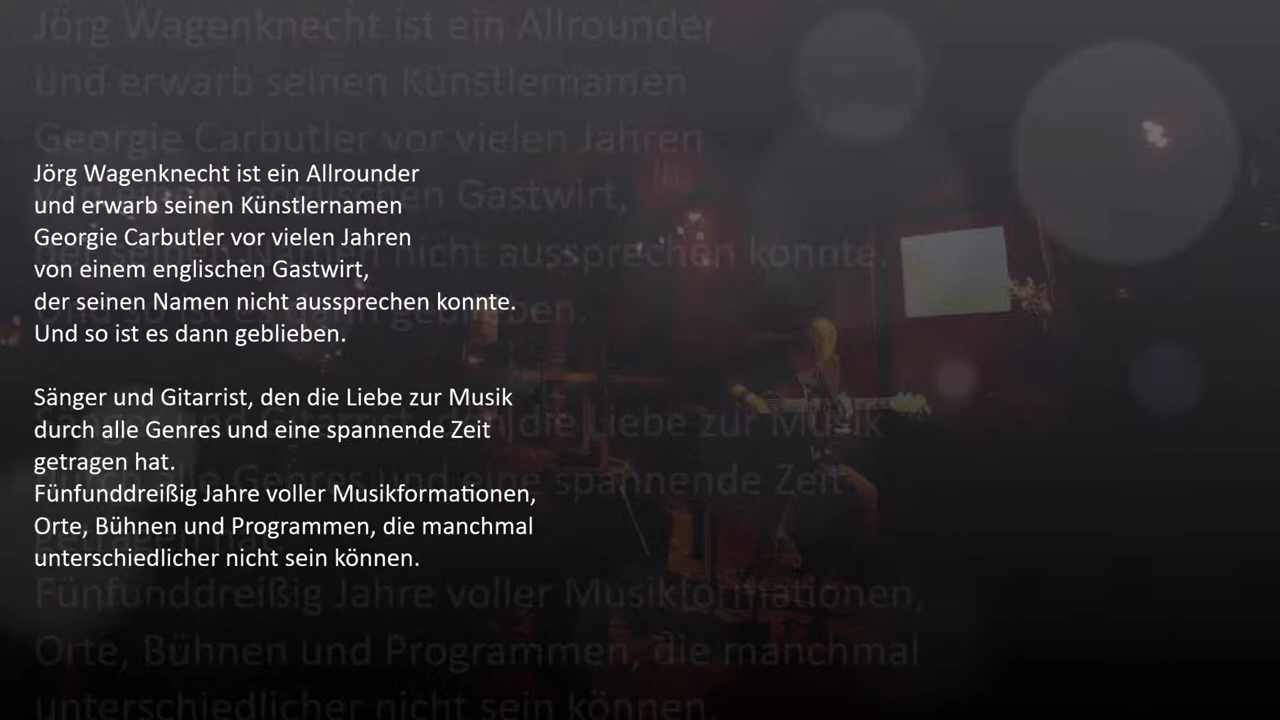 Jörg Wagenknecht ist ein Allrounder
und erwarb seinen Künstlernamen
Georgie Carbutler vor vielen Jahren
von einem englischen Gastwirt,
der seinen Namen nicht aussprechen konnte.
Und so ist es dann geblieben.
Sänger und Gitarrist, den die Liebe zur Musik
durch alle Genres und eine spannende Zeit
getragen hat.
Fünfunddreißig Jahre voller Musikformationen,
Orte, Bühnen und Programmen, die manchmal
unterschiedlicher nicht sein können.